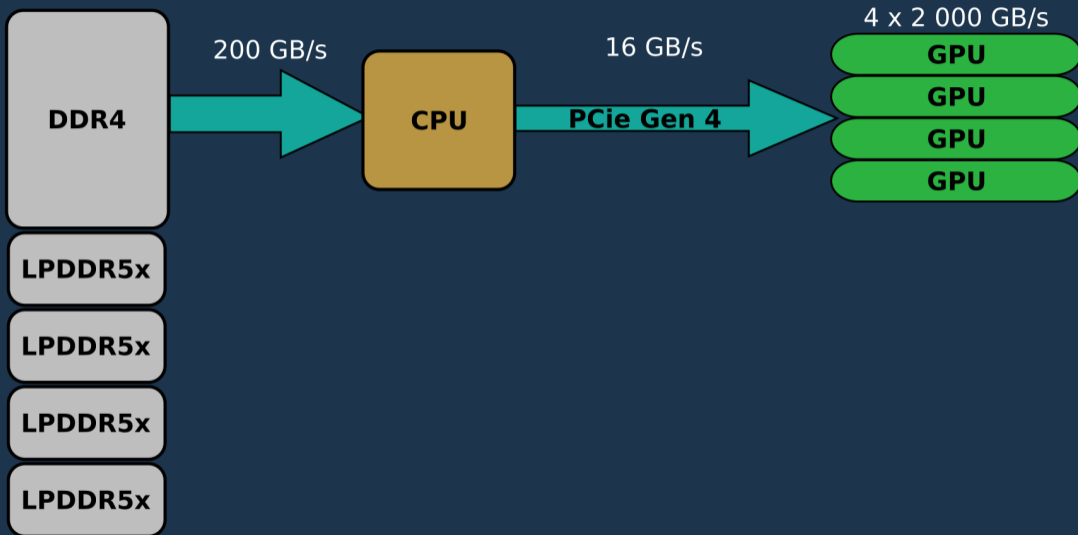 4 x 2 000 GB/s
200 GB/s
16 GB/s
GPU
GPU
GPU
GPU
DDR4
CPU
PCie Gen 4
LPDDR5x
LPDDR5x
LPDDR5x
LPDDR5x